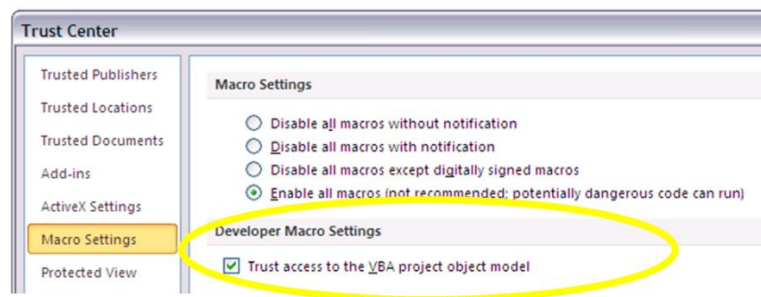 Trust Center
Trusted Publishers
Trusted Locations
Trusted Documents
Add-ins
ActiveX Settings
Macro Settings
Protected View
Macro Settings
Disable all macros without notification
Disable all macros with notification
Disable all macros except digitally signed macros
Enable all macros (not recommended; potentially dangerous code can run)
Developer Macro Settings
Trust access to the VBA project object model